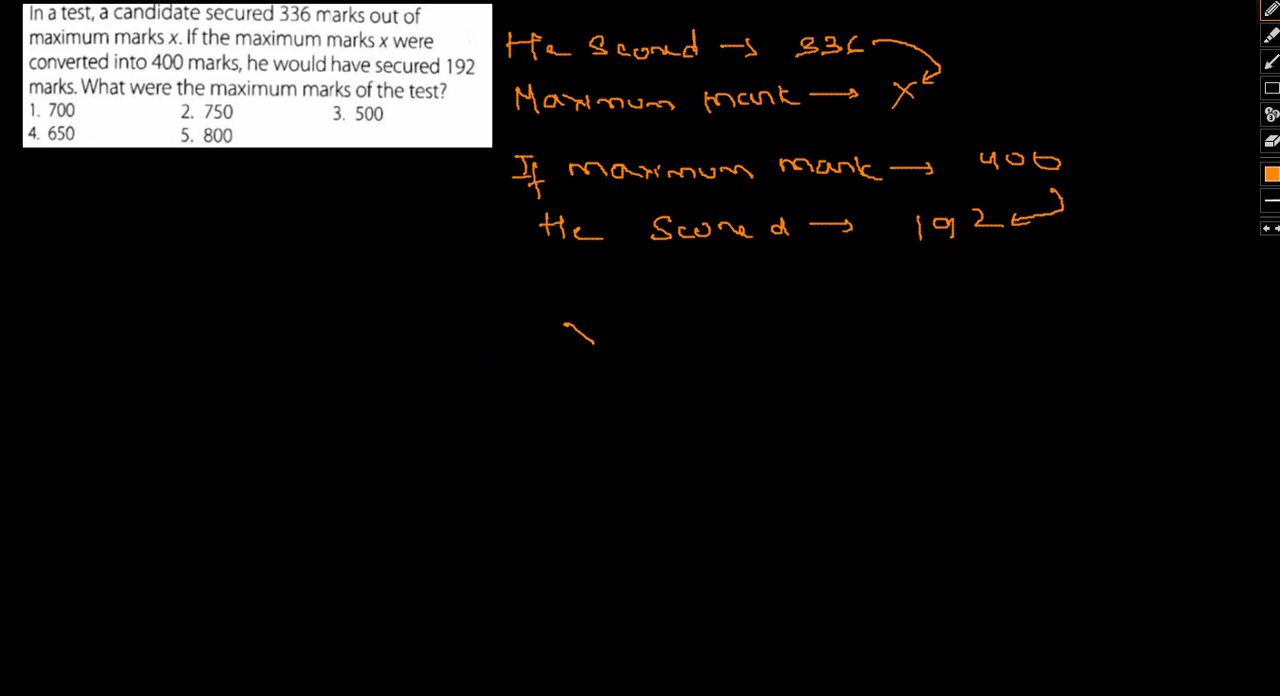 In a test, a candidate secured 336 marks out of
maximum marks x. If the maximum marks x were
converted into 400 marks, he would have secured 192
marks. What were the maximum marks of the test?
1. 700 2. 750 3. 500
4. 650 5. 800
He Scored → 336
Maximum mark → x
If maximum mark → 400
He Scored → 192